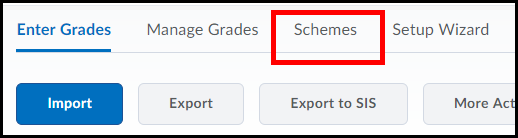 Enter Grades Manage Grades Schemes Setup Wizard
Import Export Export to SIS More Act